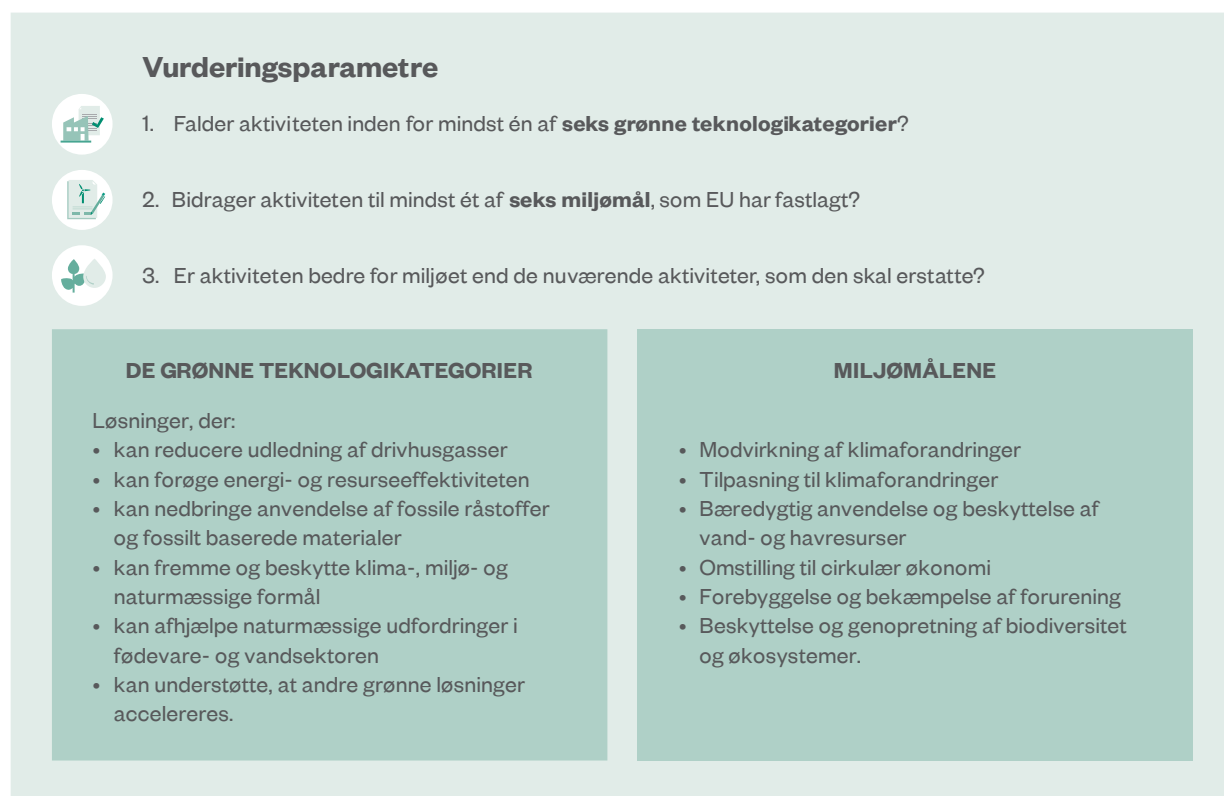 Vurderingsparametre
1. Falder aktiviteten inden for mindst én af seks grønne teknologikategorier?
2. Bidrager aktiviteten til mindst ét af seks miljømål, som EU har fastlagt?
3. Er aktiviteten bedre for miljøet end de nuværende aktiviteter, som den skal erstatte?
DE GRØNNE TEKNOLOGIKATEGORIER
Løsninger, der:
• kan reducere udledning af drivhusgasser
• kan forøge energi- og resurseeffektiviteten
• kan nedbringe anvendelse af fossile råstoffer
og fossilt baserede materialer
• kan fremme og beskytte klima-, miljø- og
naturmæssige formål
• kan afhjælpe naturmæssige udfordringer i
fødevare- og vandsektoren
• kan understøtte, at andre grønne løsninger
accelereres.
MILJØMÅLENE
• Modvirkning af klimaforandringer
• Tilpasning til klimaforandringer
• Bæredygtig anvendelse og beskyttelse af
vand- og havresurser
• Omstilling til cirkulær økonomi
• Forebyggelse og bekæmpelse af forurening
• Beskyttelse og genopretning af biodiversitet
og økosystemer.